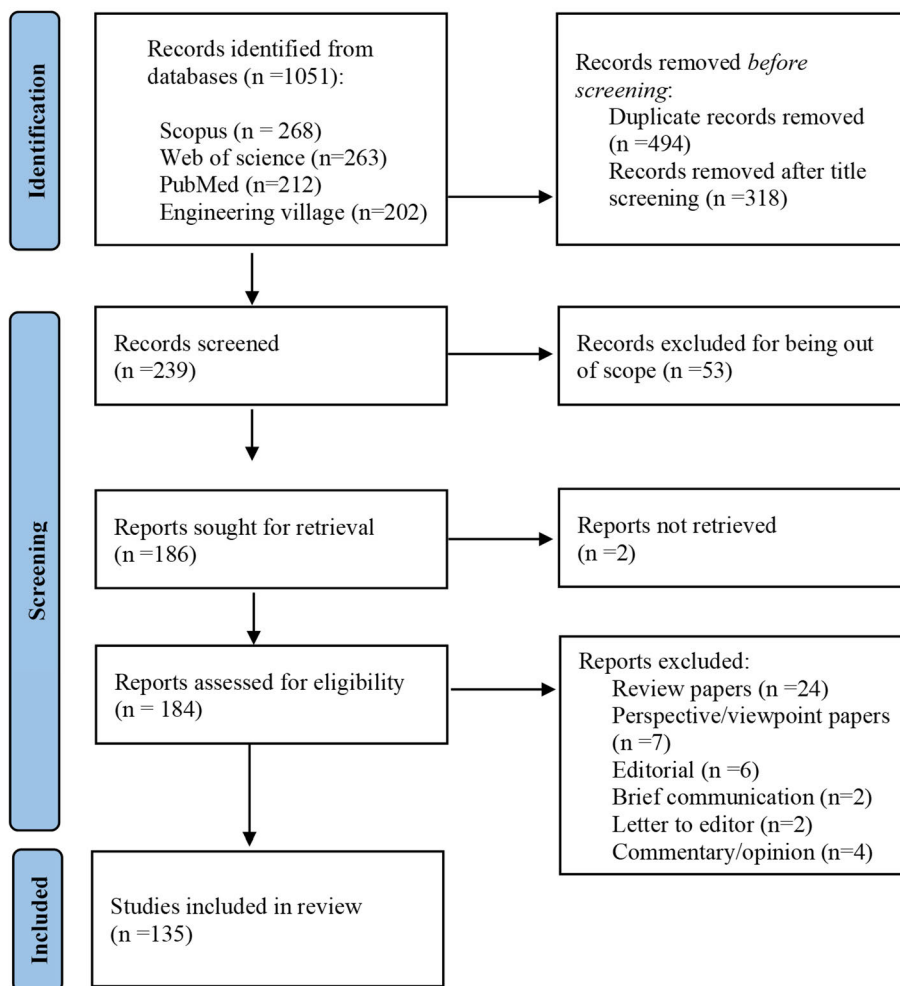 Identification
Records identified from
databases (n =1051):
Scopus (n = 268)
Web of science (n=263)
PubMed (n=212)
Engineering village (n=202)
Records removed before
screening:
Duplicate records removed
(n =494)
Records removed after title
screening (n =318)
Screening
Records screened
(n =239)
Records excluded for being out
of scope (n =53)
Reports sought for retrieval
(n =186)
Reports not retrieved
(n =2)
Reports assessed for eligibility
(n = 184)
Reports excluded:
Review papers (n =24)
Perspective/viewpoint papers
(n =7)
Editorial (n =6)
Brief communication (n=2)
Letter to editor (n=2)
Commentary/opinion (n=4)
Included
Studies included in review
(n =135)